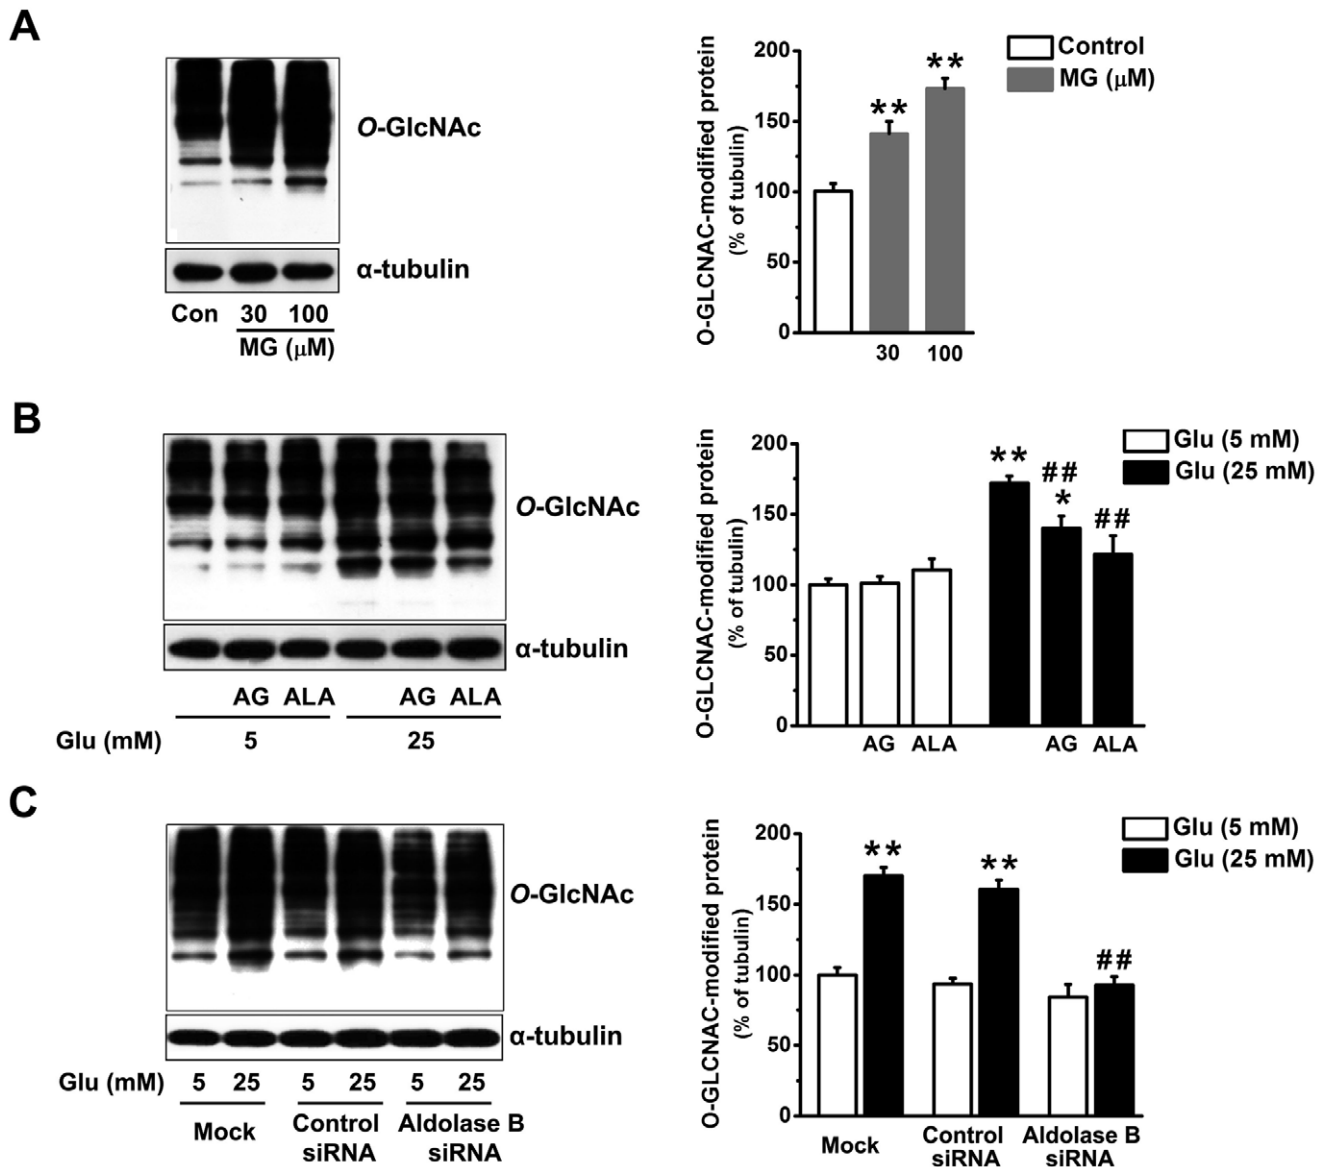 A
O-GlcNAc
α-tubulin
Con 30 100
MG (μM)
O-GLCNAC-modified protein
(% of tubulin)
200
150
100
50
0
** **
30 100
Control
MG (μM)
B
O-GlcNAc
α-tubulin
AG ALA AG ALA
Glu (mM) 5 25
O-GLCNAC-modified protein
(% of tubulin)
200
150
100
50
0
**
##
*
##
AG ALA AG ALA
Glu (5 mM)
Glu (25 mM)
C
O-GlcNAc
α-tubulin
Glu (mM) 5 25 5 25 5 25
Mock Control Aldolase B
siRNA siRNA
O-GLCNAC-modified protein
(% of tubulin)
200
150
100
50
0
** **
##
Mock Control Aldolase B
siRNA siRNA
Glu (5 mM)
Glu (25 mM)